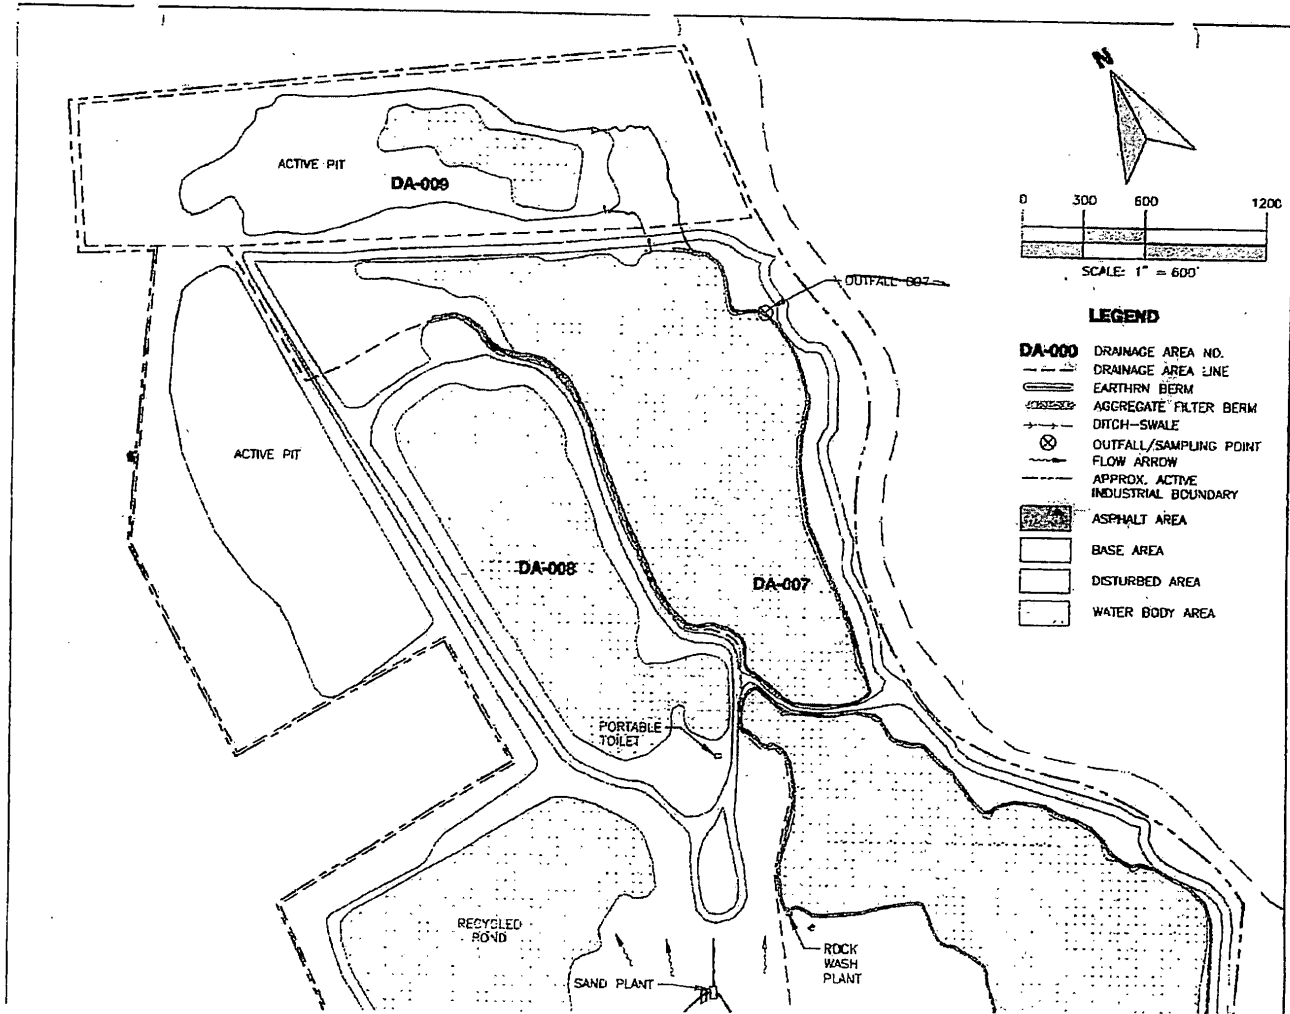 N
0 300 600 1200
SCALE: 1" = 600'
ACTIVE PIT
DA-009
OUTFALL 007
LEGEND
DA-000 DRAINAGE AREA NO.
DRAINAGE AREA LINE
EARTHRN BERM
AGGREGATE FILTER BERM
DITCH-SWALE
OUTFALL/SAMPLING POINT
FLOW ARROW
APPROX. ACTIVE
INDUSTRIAL BOUNDARY
ASPHALT AREA
BASE AREA
DISTURBED AREA
WATER BODY AREA
ACTIVE PIT
DA-008
DA-007
PORTABLE
TOILET
RECYCLED
POND
ROCK
WASH
PLANT
SAND PLANT